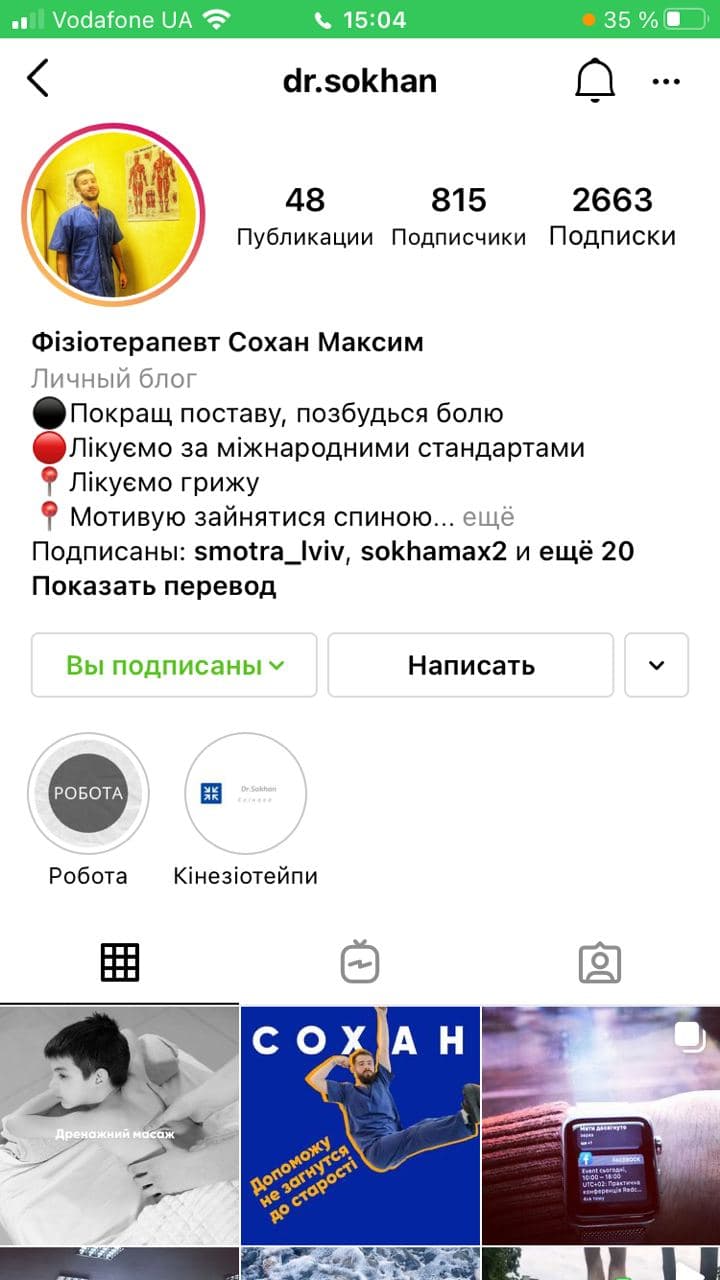 Vodafone UA 15:04 35 %
dr.sokhan
48 815 2663
Публикации Подписчики Подписки
Фізіотерапевт Сохан Максим
Личный блог
Покращ поставу, позбудься болю
Лікуємо за міжнародними стандартами
Лікуємо грижу
Мотивую зайнятися спиною... ещё
Подписаны: smotra_lviv, sokhamax2 и ещё 20
Показать перевод
Вы подписаны Написать
РОБОТА
Dr.Sokhan
Робота Кінезіотейпи
Дренажний масаж
СОХАН
Допоможу
не загнутся
до старості
Мети досягнуто
FACEBOOK
Event сьогодні,
10:00 – 18:00
UTC+02: Практична
конференція Redc...